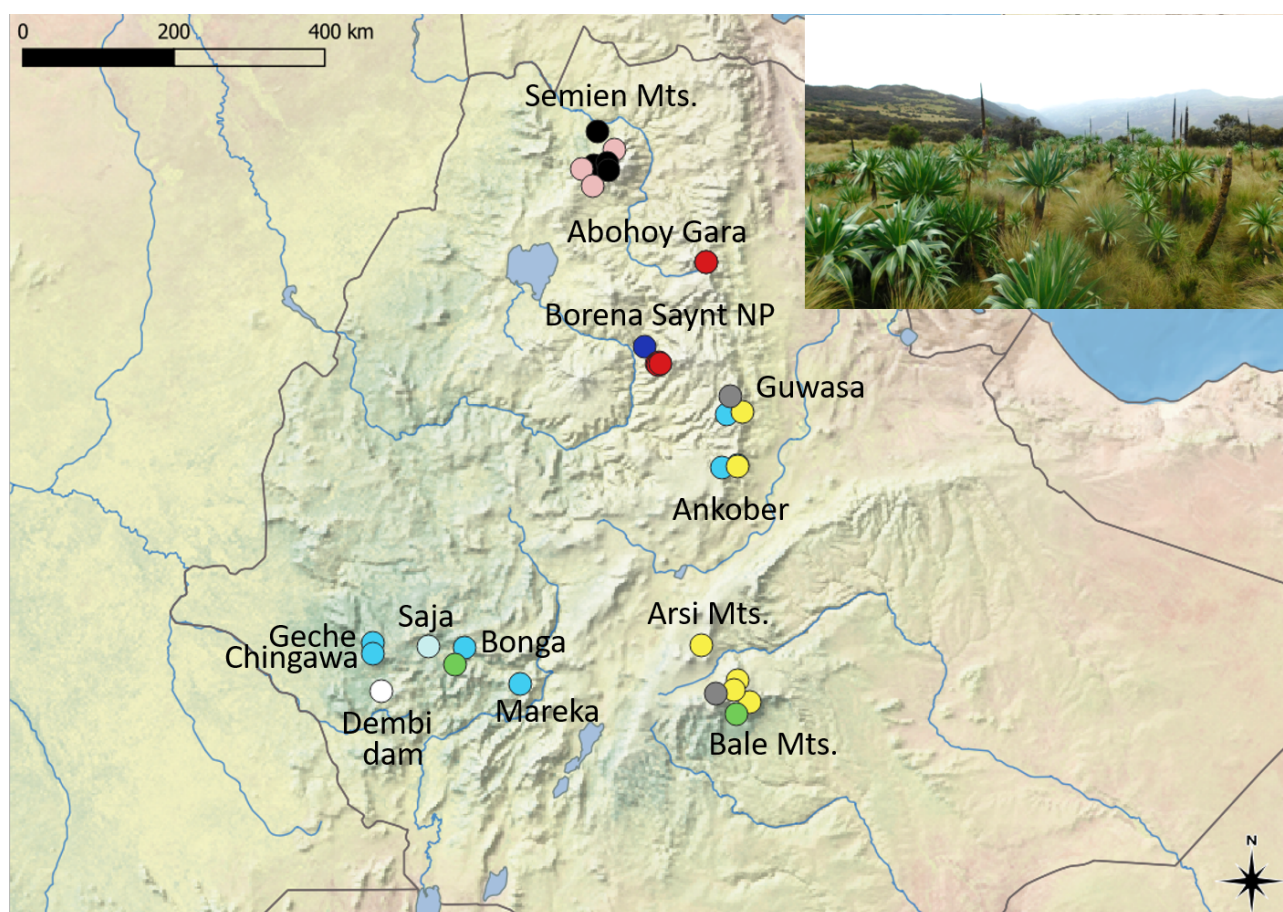 0 200 400 km
Semien Mts.
Abohoy Gara
Borena Saynt NP
Guwasa
Ankober
Arsi Mts.
Saja
Geche
Bonga
Chingawa
Mareka
Dembi
dam
Bale Mts.
N